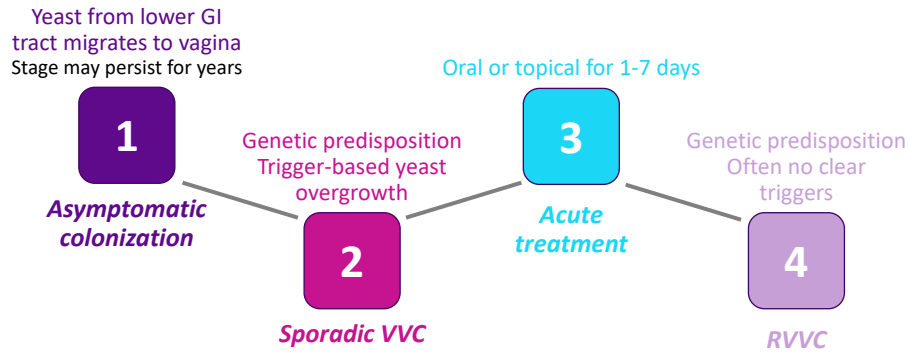 Yeast from lower GI
tract migrates to vagina
Stage may persist for years
1
Asymptomatic
colonization
Genetic predisposition
Trigger-based yeast
overgrowth
2
Sporadic VVC
Oral or topical for 1-7 days
3
Acute
treatment
Genetic predisposition
Often no clear
triggers
4
RVVC